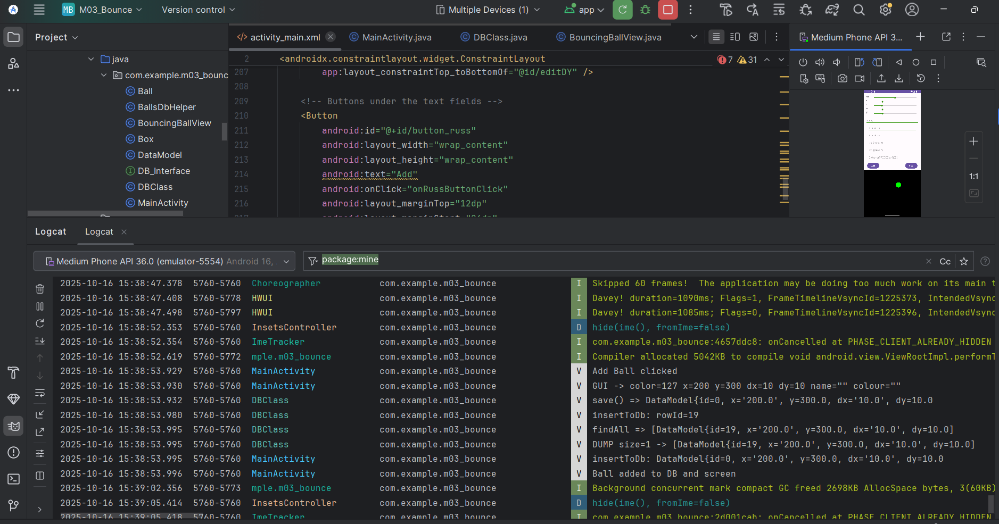 MB M03_Bounce Version control Multiple Devices (1) app
Project
activity_main.xml MainActivity.java DBClass.java BouncingBallView.java
Medium Phone API 3...
java
com.example.m03_bounc
Ball
BallsDbHelper
BouncingBallView
Box
DataModel
DB_Interface
DBClass
MainActivity
2 <androidx.constraintlayout.widget.ConstraintLayout
7 31
207 app:layout_constraintTop_toBottomOf="@id/editDY" />
208
209 <!-- Buttons under the text fields -->
210 <Button
211 android:id="@+id/button_russ"
212 android:layout_width="wrap_content"
213 android:layout_height="wrap_content"
214 android:text="Add"
215 android:onClick="onRussButtonClick"
216 android:layout_marginTop="12dp"
1:1
Logcat Logcat
Medium Phone API 36.0 (emulator-5554) Android 16,
package:mine
Cc
2025-10-16 15:38:47.378 5760-5760 Choreographer com.example.m03_bounce I Skipped 60 frames! The application may be doing too much work on its main t
2025-10-16 15:38:47.408 5760-5778 HWUI com.example.m03_bounce I Davey! duration=1090ms; Flags=1, FrameTimelineVsyncId=1225373, IntendedVsync
2025-10-16 15:38:47.498 5760-5797 HWUI com.example.m03_bounce I Davey! duration=1085ms; Flags=0, FrameTimelineVsyncId=1225396, IntendedVsync
2025-10-16 15:38:52.353 5760-5760 InsetsController com.example.m03_bounce D hide(ime(), fromIme=false)
2025-10-16 15:38:52.354 5760-5760 ImeTracker com.example.m03_bounce I com.example.m03_bounce:4657ddc8: onCancelled at PHASE_CLIENT_ALREADY_HIDDEN
2025-10-16 15:38:52.619 5760-5772 mple.m03_bounce com.example.m03_bounce I Compiler allocated 5042KB to compile void android.view.ViewRootImpl.performT
2025-10-16 15:38:53.929 5760-5760 MainActivity com.example.m03_bounce V Add Ball clicked
2025-10-16 15:38:53.930 5760-5760 MainActivity com.example.m03_bounce V GUI -> color=127 x=200 y=300 dx=10 dy=10 name="" colour=""
2025-10-16 15:38:53.932 5760-5760 DBClass com.example.m03_bounce V save() => DataModel{id=0, x='200.0', y=300.0, dx='10.0', dy=10.0
2025-10-16 15:38:53.980 5760-5760 DBClass com.example.m03_bounce V insertToDb: rowId=19
2025-10-16 15:38:53.995 5760-5760 DBClass com.example.m03_bounce V findAll => [DataModel{id=19, x='200.0', y=300.0, dx='10.0', dy=10.0]
2025-10-16 15:38:53.995 5760-5760 DBClass com.example.m03_bounce V DUMP size=1 -> [DataModel{id=19, x='200.0', y=300.0, dx='10.0', dy=10.0]
2025-10-16 15:38:53.995 5760-5760 MainActivity com.example.m03_bounce V insertToDb: DataModel{id=0, x='200.0', y=300.0, dx='10.0', dy=10.0
2025-10-16 15:38:53.996 5760-5760 MainActivity com.example.m03_bounce V Ball added to DB and screen
2025-10-16 15:39:02.356 5760-5773 mple.m03_bounce com.example.m03_bounce I Background concurrent mark compact GC freed 2698KB AllocSpace bytes, 3(60KB)
2025-10-16 15:39:05.414 5760-5760 InsetsController com.example.m03_bounce D hide(ime(), fromIme=false)
2025-10-16 15:39:05.418 5760-5760 ImeTracker com.example.m03_bounce I com.example.m03_bounce:2d001cab: onCancelled at PHASE_CLIENT_ALREADY_HIDDEN